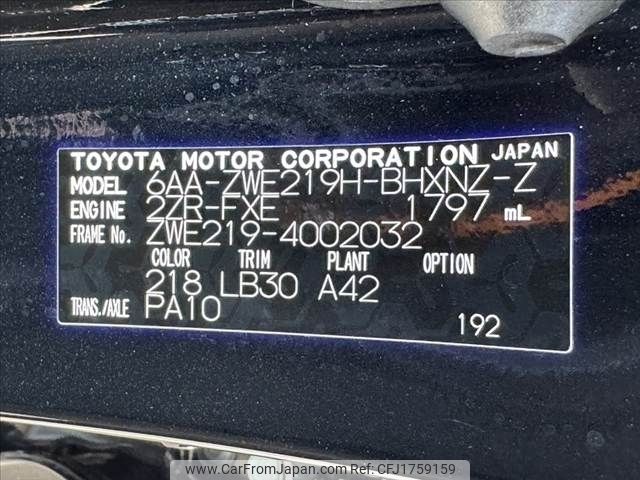 TOYOTA MOTOR CORPORATION JAPAN
MODEL 6AA-ZWE219H-BHXNZ-Z
ENGINE 2ZR-FXE 1797 mL
FRAME No. ZWE219-4002032
COLOR TRIM PLANT OPTION
218 LB30 A42
TRANS./AXLE PA10
192
www.CarFromJapan.com - CFJ1759159